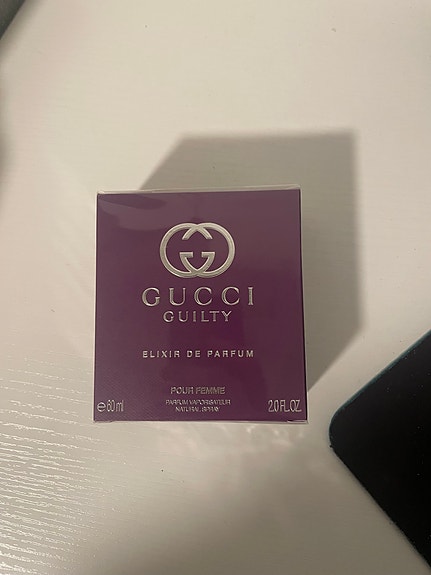 GUCCI
GUILTY
ELIXIR DE PARFUM
POUR FEMME
PARFUM VAPORISATEUR
NATURAL SPRAY
e 60 ml
2.0 FL.OZ.